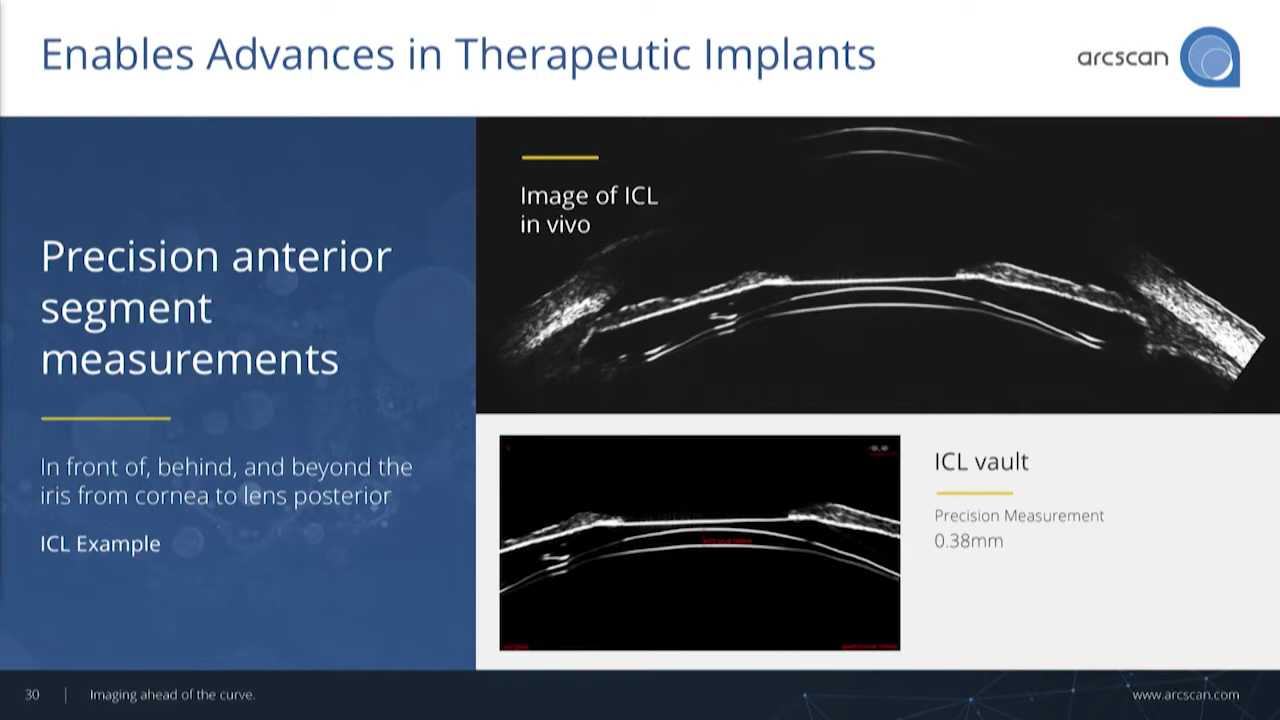 Enables Advances in Therapeutic Implants
arcscan
Precision anterior
segment
measurements
In front of, behind, and beyond the
iris from cornea to lens posterior
ICL Example
Image of ICL
in vivo
ICL vault
Precision Measurement
0.38mm
30
Imaging ahead of the curve.
www.arcscan.com